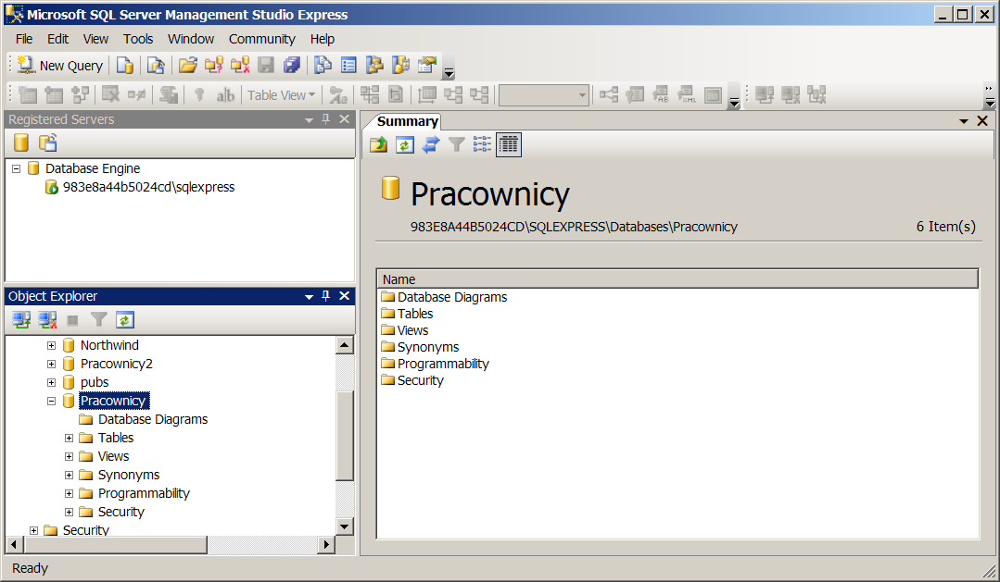 Microsoft SQL Server Management Studio Express
File Edit View Tools Window Community Help
New Query
Table View
Registered Servers
Database Engine
983e8a44b5024cd\sqlexpress
Object Explorer
Northwind
Pracownicy2
pubs
Pracownicy
Database Diagrams
Tables
Views
Synonyms
Programmability
Security
Security
Summary
Pracownicy
983E8A44B5024CD\SQLEXPRESS\Databases\Pracownicy 6 Item(s)
Name
Database Diagrams
Tables
Views
Synonyms
Programmability
Security
Ready